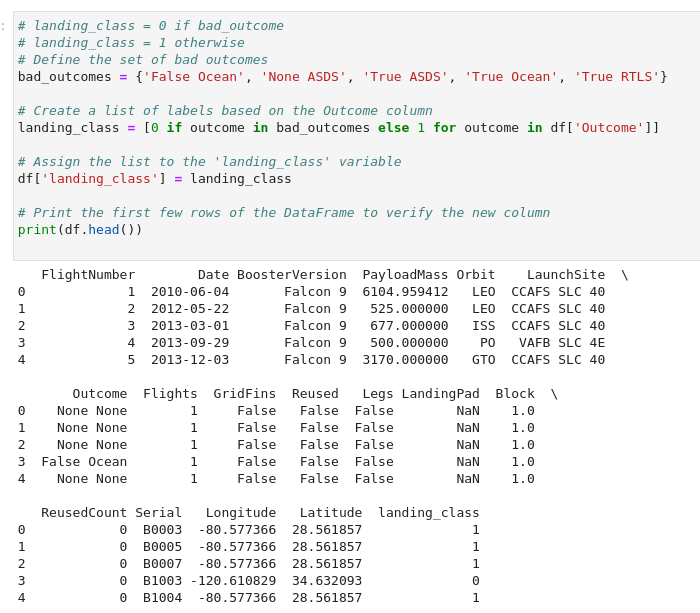 :
# landing_class = 0 if bad_outcome
# landing_class = 1 otherwise
# Define the set of bad outcomes
bad_outcomes = {'False Ocean', 'None ASDS', 'True ASDS', 'True Ocean', 'True RTLS'}
# Create a list of labels based on the Outcome column
landing_class = [0 if outcome in bad_outcomes else 1 for outcome in df['Outcome']]
# Assign the list to the 'landing_class' variable
df['landing_class'] = landing_class
# Print the first few rows of the DataFrame to verify the new column
print(df.head())
   FlightNumber        Date BoosterVersion  PayloadMass Orbit    LaunchSite  \
0             1  2010-06-04       Falcon 9  6104.959412   LEO  CCAFS SLC 40
1             2  2012-05-22       Falcon 9   525.000000   LEO  CCAFS SLC 40
2             3  2013-03-01       Falcon 9   677.000000   ISS  CCAFS SLC 40
3             4  2013-09-29       Falcon 9   500.000000    PO   VAFB SLC 4E
4             5  2013-12-03       Falcon 9  3170.000000   GTO  CCAFS SLC 40
       Outcome  Flights  GridFins  Reused   Legs LandingPad  Block  \
0    None None        1     False   False  False        NaN    1.0
1    None None        1     False   False  False        NaN    1.0
2    None None        1     False   False  False        NaN    1.0
3  False Ocean        1     False   False  False        NaN    1.0
4    None None        1     False   False  False        NaN    1.0
   ReusedCount Serial   Longitude   Latitude  landing_class
0            0  B0003  -80.577366  28.561857              1
1            0  B0005  -80.577366  28.561857              1
2            0  B0007  -80.577366  28.561857              1
3            0  B1003 -120.610829  34.632093              0
4            0  B1004  -80.577366  28.561857              1